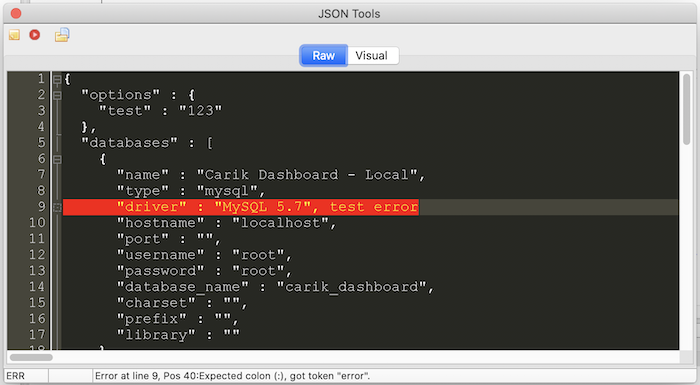 JSON Tools
Raw Visual
1 {
2 "options" : {
3 "test" : "123"
4 },
5 "databases" : [
6 {
7 "name" : "Carik Dashboard - Local",
8 "type" : "mysql",
9 "driver" : "MySQL 5.7", test error
10 "hostname" : "localhost",
11 "port" : "",
12 "username" : "root",
13 "password" : "root",
14 "database_name" : "carik_dashboard",
15 "charset" : "",
16 "prefix" : "",
17 "library" : ""
18 }
ERR Error at line 9, Pos 40:Expected colon (:), got token "error".